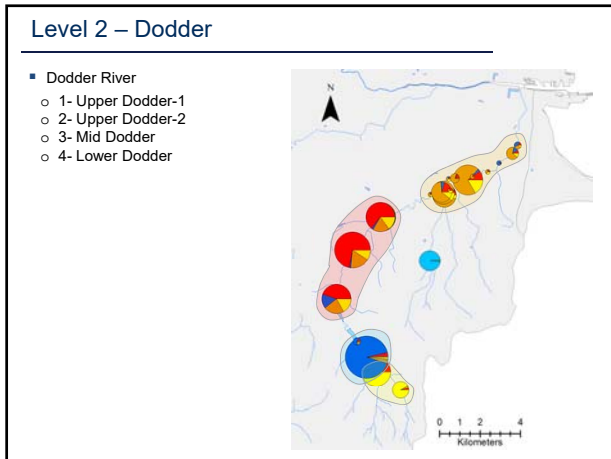 Level 2 – Dodder
▪ Dodder River
o 1- Upper Dodder-1
o 2- Upper Dodder-2
o 3- Mid Dodder
o 4- Lower Dodder
N
0 1 2 4
Kilometers